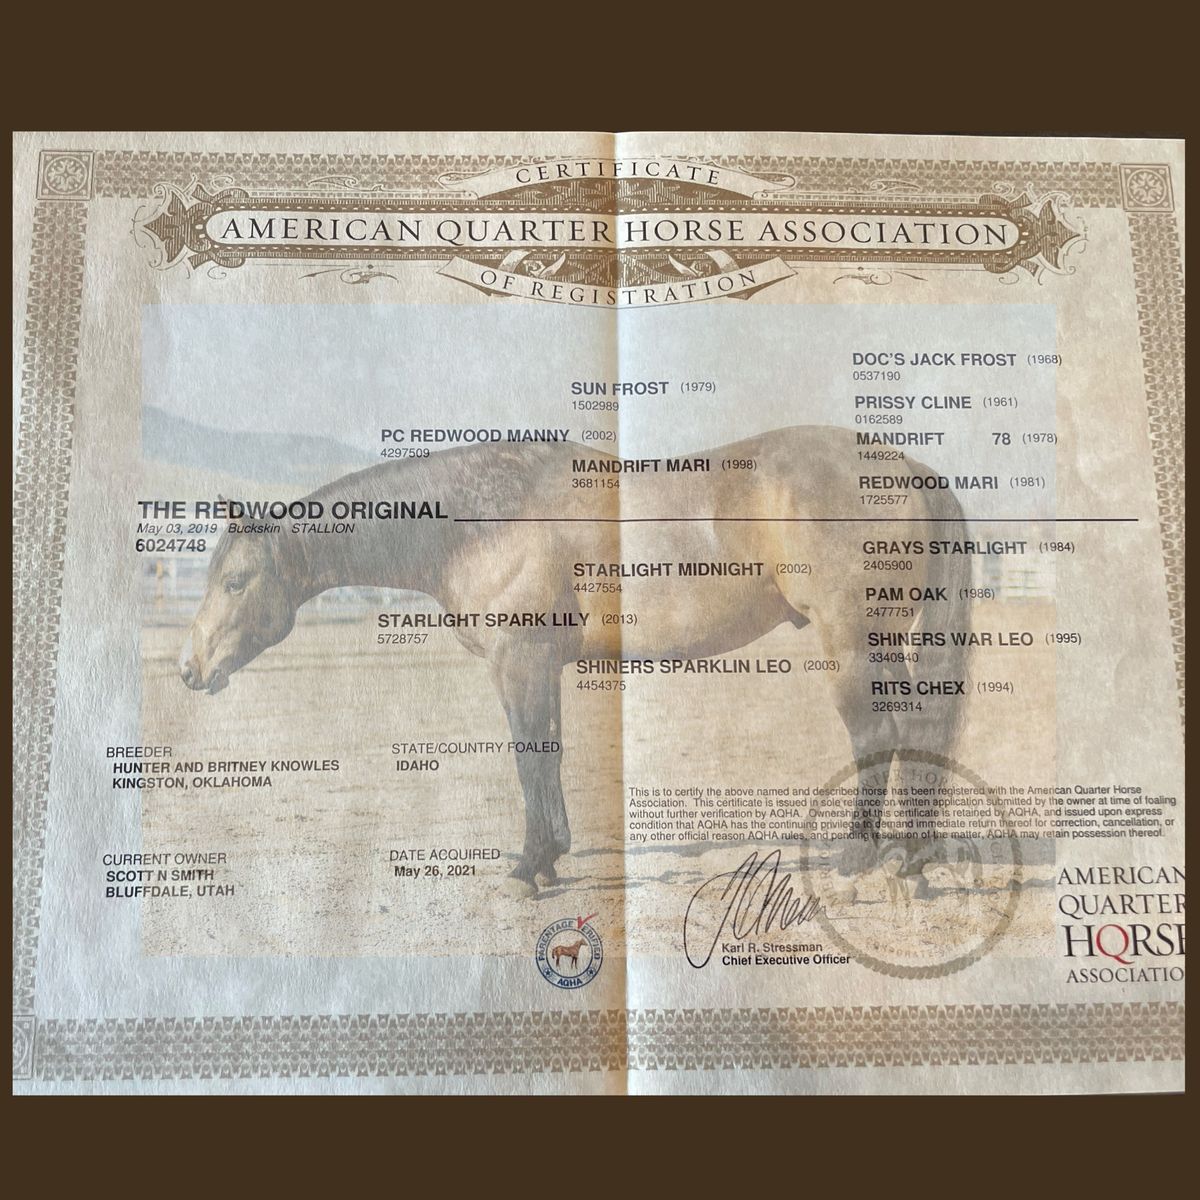 CERTIFICATE
AMERICAN QUARTER HORSE ASSOCIATION
OF REGISTRATION
DOC'S JACK FROST (1968)
0537190
SUN FROST (1979)
1502989
PRISSY CLINE (1961)
0162589
PC REDWOOD MANNY (2002)
4297509
MANDRIFT 78 (1978)
1449224
MANDRIFT MARI (1998)
3681154
REDWOOD MARI (1981)
1725577
THE REDWOOD ORIGINAL
May 03, 2019 Buckskin STALLION
6024748
GRAYS STARLIGHT (1984)
2405900
STARLIGHT MIDNIGHT (2002)
4427554
PAM OAK (1986)
2477751
STARLIGHT SPARK LILY (2013)
5728757
SHINERS WAR LEO (1995)
3340940
SHINERS SPARKLIN LEO (2003)
4454375
RITS CHEX (1994)
3269314
BREEDER
HUNTER AND BRITNEY KNOWLES
KINGSTON, OKLAHOMA
STATE/COUNTRY FOALED
IDAHO
This is to certify the above named and described horse has been registered with the American Quarter Horse
Association. This certificate is issued in sole reliance on written application submitted by the owner at time of foaling
without further verification by AQHA. Ownership of this certificate is retained by AQHA, and issued upon express
condition that AQHA has the continuing privilege to demand immediate return thereof for correction, cancellation, or
any other official reason AQHA rules, and pending resolution of the matter, AQHA may retain possession thereof.
CURRENT OWNER
SCOTT N SMITH
BLUFFDALE, UTAH
DATE ACQUIRED
May 26, 2021
PARENTAGE VERIFIED
AQHA
Karl R. Stressman
Chief Executive Officer
AMERICAN
QUARTER
HORSE
ASSOCIATIO